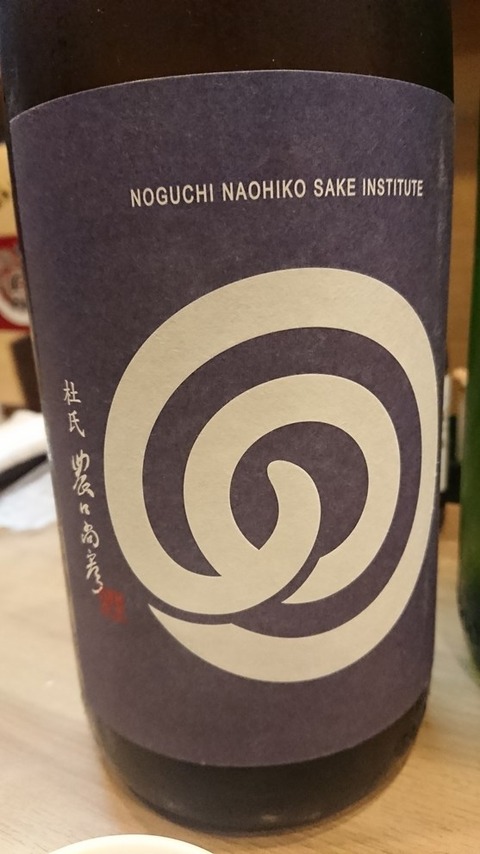 NOGUCHI NAOHIKO SAKE INSTITUTE
杜氏 農口尚彦